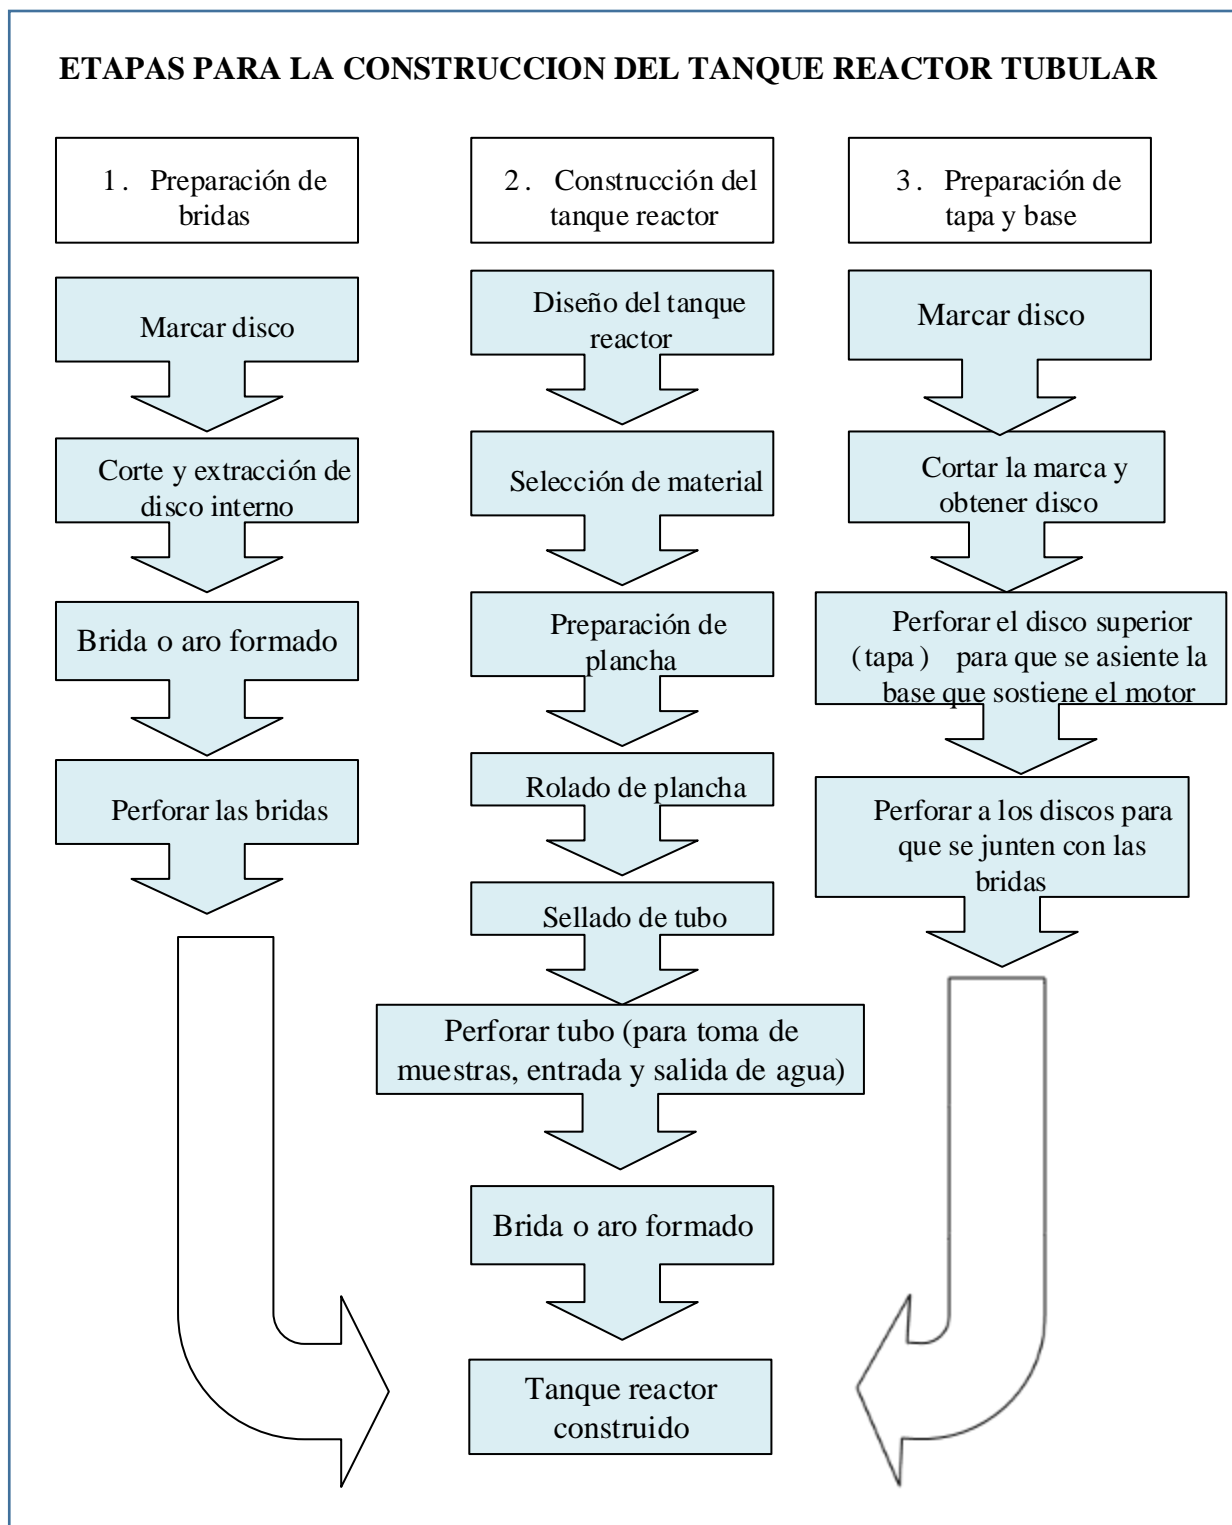 ETAPAS PARA LA CONSTRUCCION DEL TANQUE REACTOR TUBULAR
1. Preparación de
bridas
Marcar disco
Corte y extracción de
disco interno
Brida o aro formado
Perforar las bridas
2. Construcción del
tanque reactor
Diseño del tanque
reactor
Selección de material
Preparación de
plancha
Rolado de plancha
Sellado de tubo
Perforar tubo (para toma de
muestras, entrada y salida de agua)
Brida o aro formado
Tanque reactor
construido
3. Preparación de
tapa y base
Marcar disco
Cortar la marca y
obtener disco
Perforar el disco superior
(tapa) para que se asiente la
base que sostiene el motor
Perforar a los discos para
que se junten con las
bridas